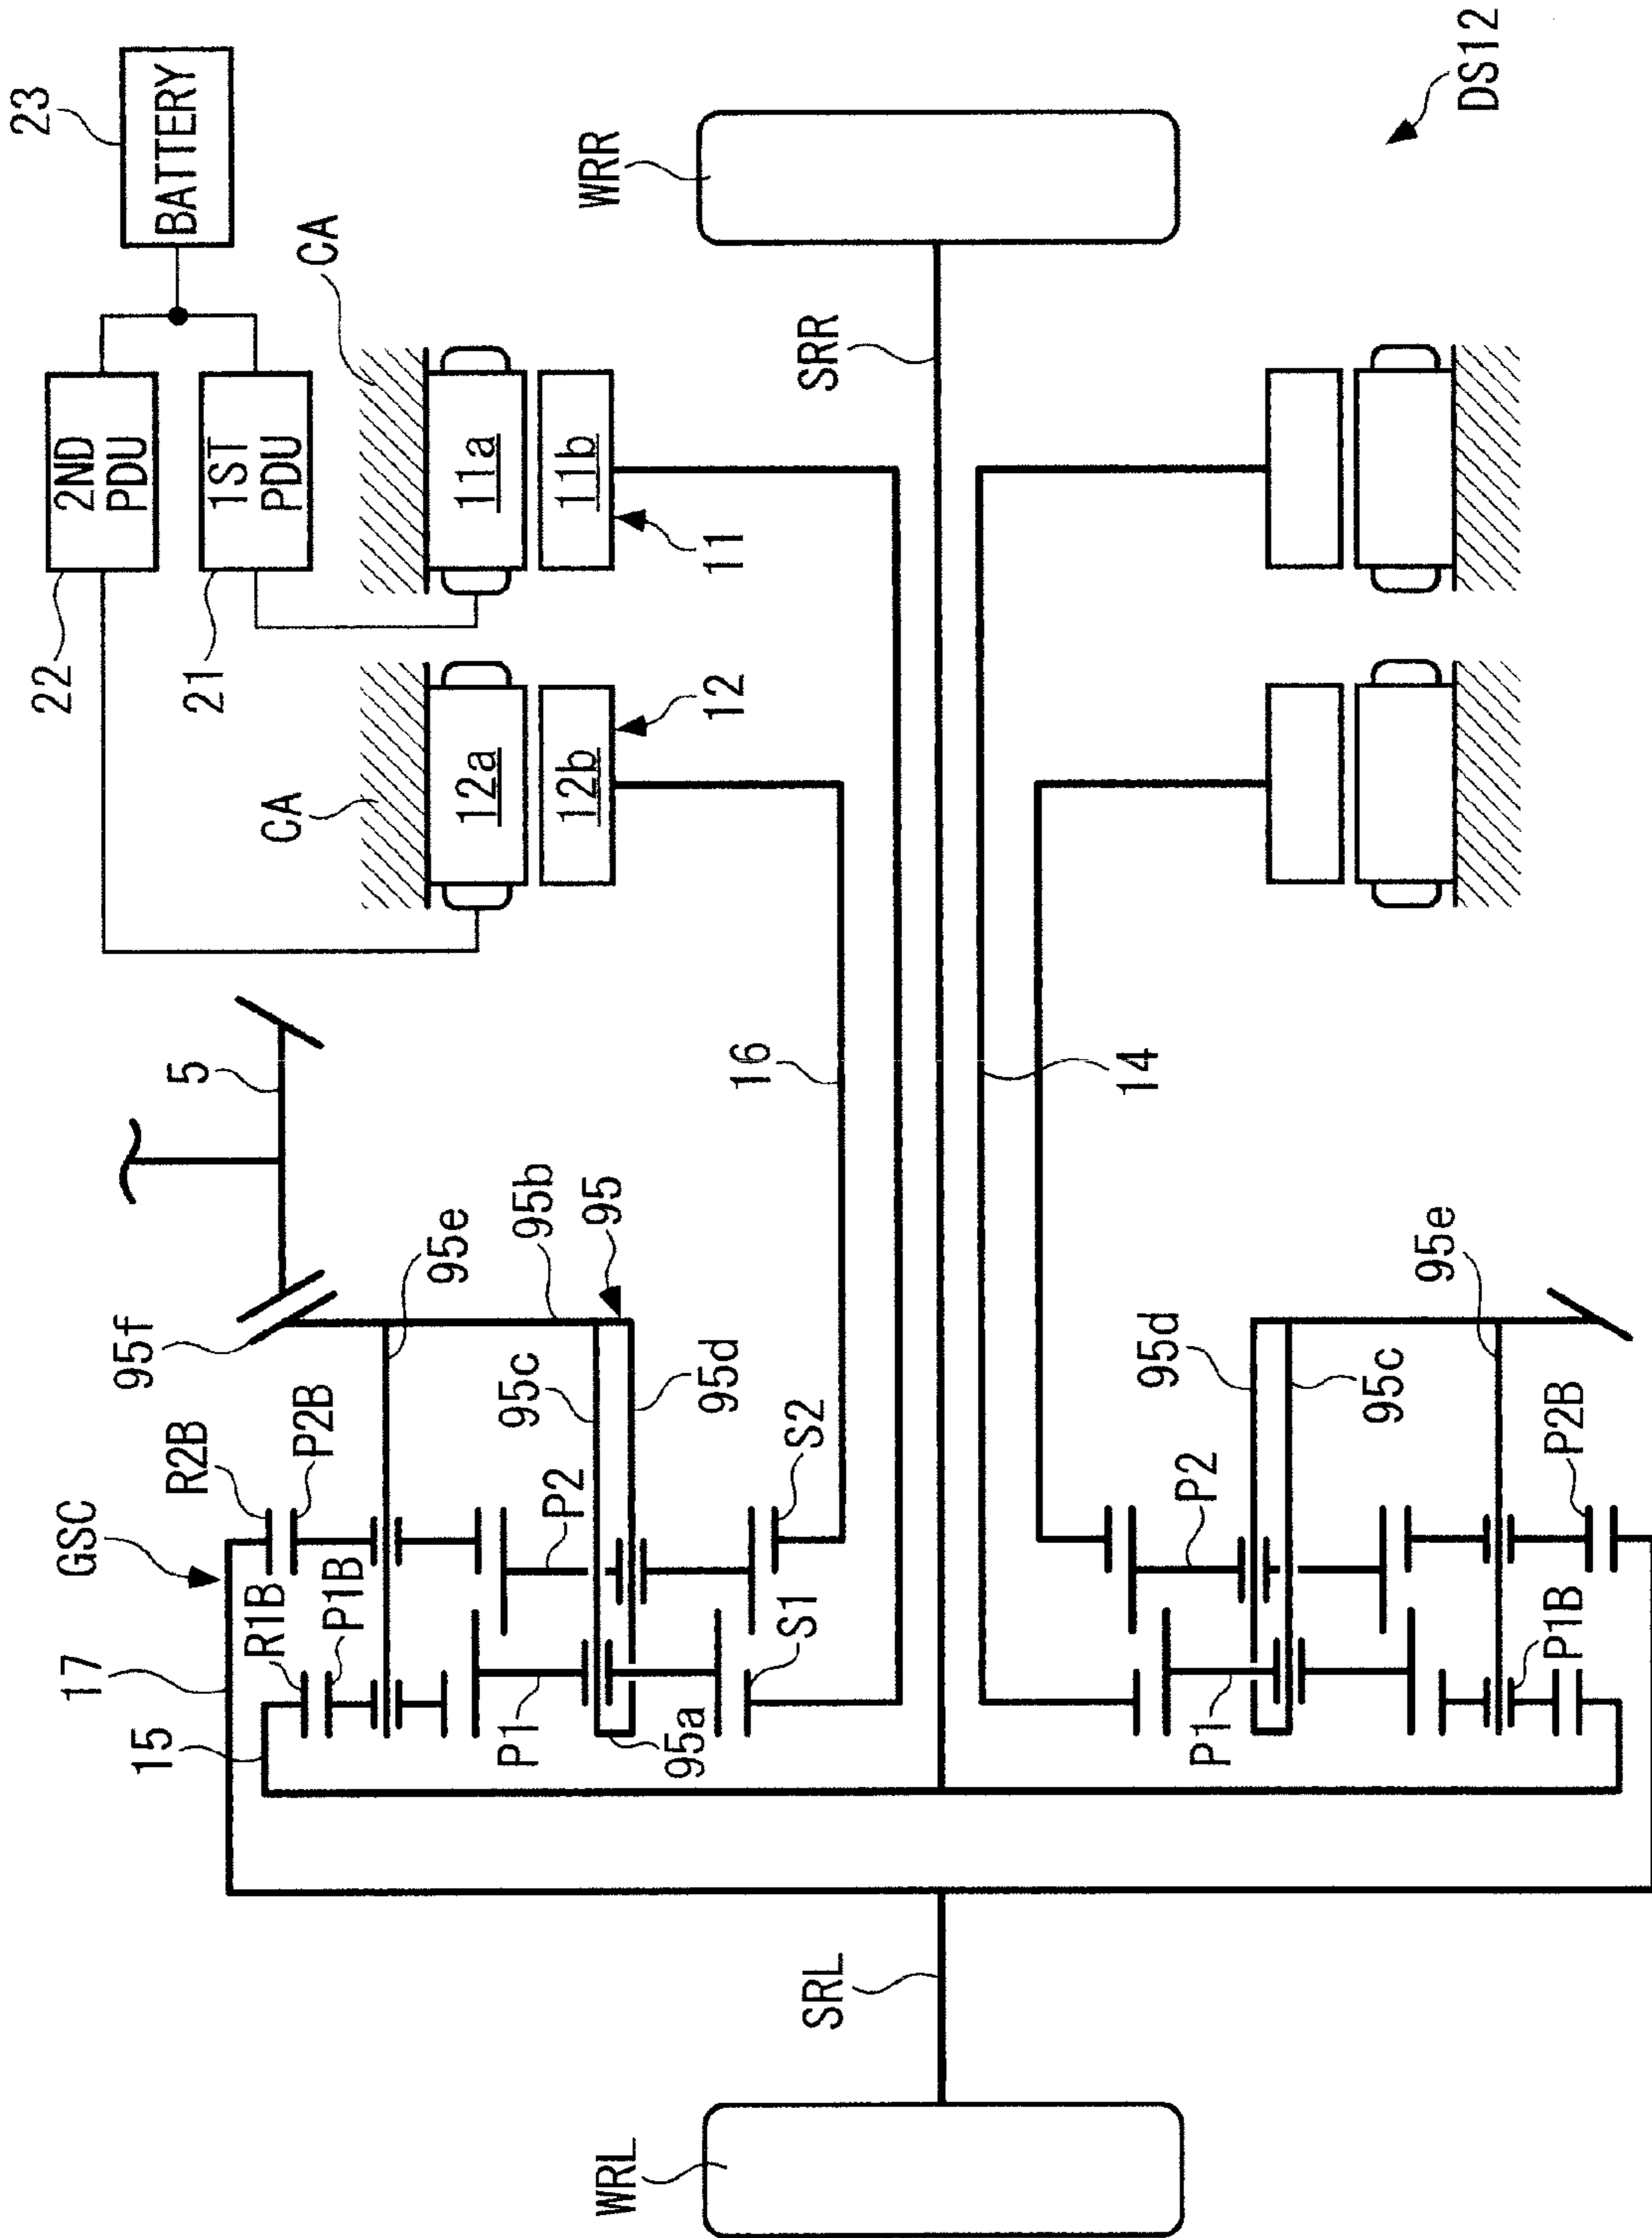 23
BATTERY
2ND
PDU
1ST
PDU
22
21
CA
11a
11b
11
CA
12a
12b
12
WRR
SRR
DS12
5
16
14
95f
95e
95b
95
95c
95d
R2B
P2B
GSC
R1B
P1B
17
15
P2
S2
P1
95a
S1
95e
95d
95c
P2
P2B
P1
P1B
SRL
WRL